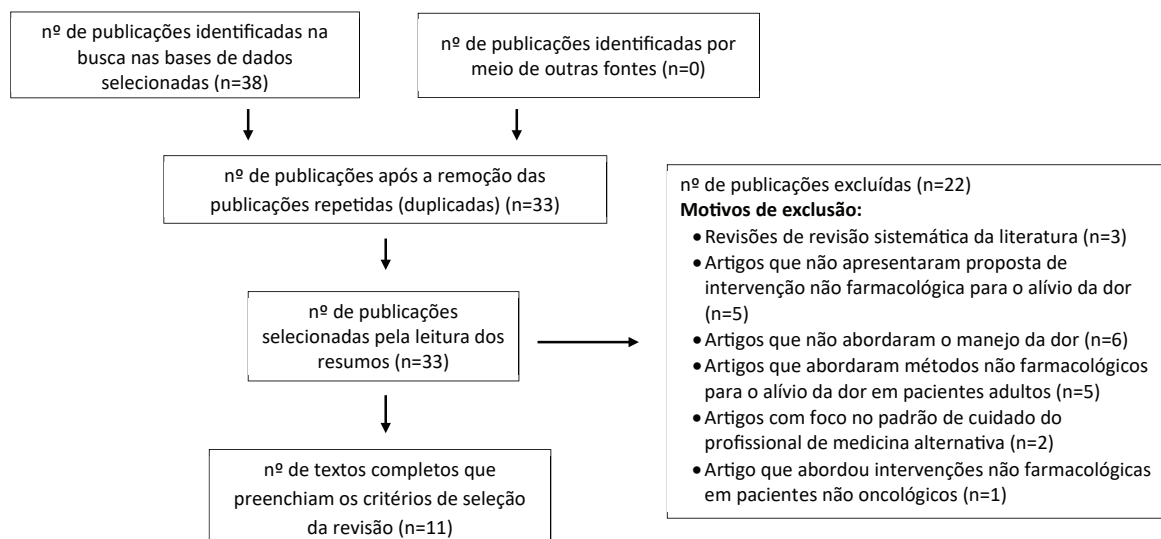 nº de publicações identificadas na
busca nas bases de dados
selecionadas (n=38)
nº de publicações identificadas por
meio de outras fontes (n=0)
nº de publicações após a remoção das
publicações repetidas (duplicadas) (n=33)
nº de publicações
selecionadas pela leitura dos
resumos (n=33)
nº de publicações excluídas (n=22)
Motivos de exclusão:
• Revisões de revisão sistemática da literatura (n=3)
• Artigos que não apresentaram proposta de
intervenção não farmacológica para o alívio da dor
(n=5)
• Artigos que não abordaram o manejo da dor (n=6)
• Artigos que abordaram métodos não farmacológicos
para o alívio da dor em pacientes adultos (n=5)
• Artigos com foco no padrão de cuidado do
profissional de medicina alternativa (n=2)
• Artigo que abordou intervenções não farmacológicas
em pacientes não oncológicos (n=1)
nº de textos completos que
preenchiam os critérios de seleção
da revisão (n=11)